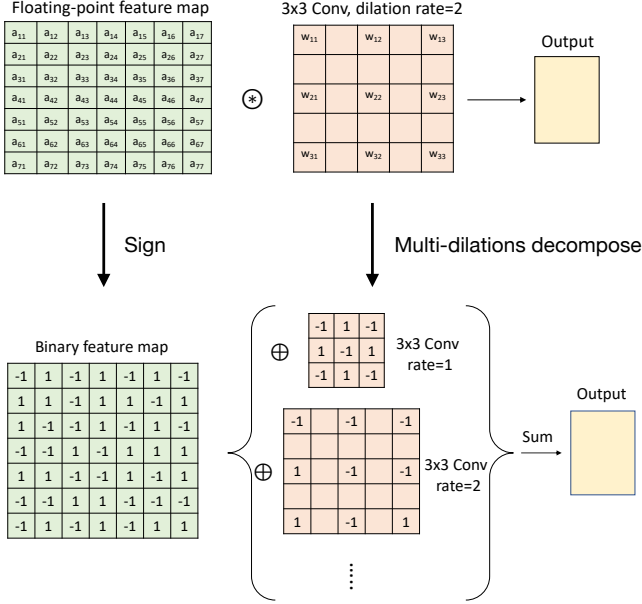 Floating-point feature map
3x3 Conv, dilation rate=2
a11 a12 a13 a14 a15 a16 a17
a21 a22 a23 a24 a25 a26 a27
a31 a32 a33 a34 a35 a36 a37
a41 a42 a43 a44 a45 a46 a47
a51 a52 a53 a54 a55 a56 a57
a61 a62 a63 a64 a65 a66 a67
a71 a72 a73 a74 a75 a76 a77
w11 w12 w13
w21 w22 w23
w31 w32 w33
Output
Sign
Multi-dilations decompose
Binary feature map
-1 1 -1 1 -1 1 -1
1 1 -1 1 1 -1 1
1 -1 1 -1 1 -1 -1
-1 -1 1 1 -1 1 1
1 1 -1 1 -1 1 1
-1 -1 1 -1 1 -1 -1
-1 1 -1 1 -1 1 1
-1 1 -1
1 -1 1
-1 1 -1
3x3 Conv
rate=1
-1 -1 -1
1 -1 -1
1 -1 1
3x3 Conv
rate=2
Sum
Output